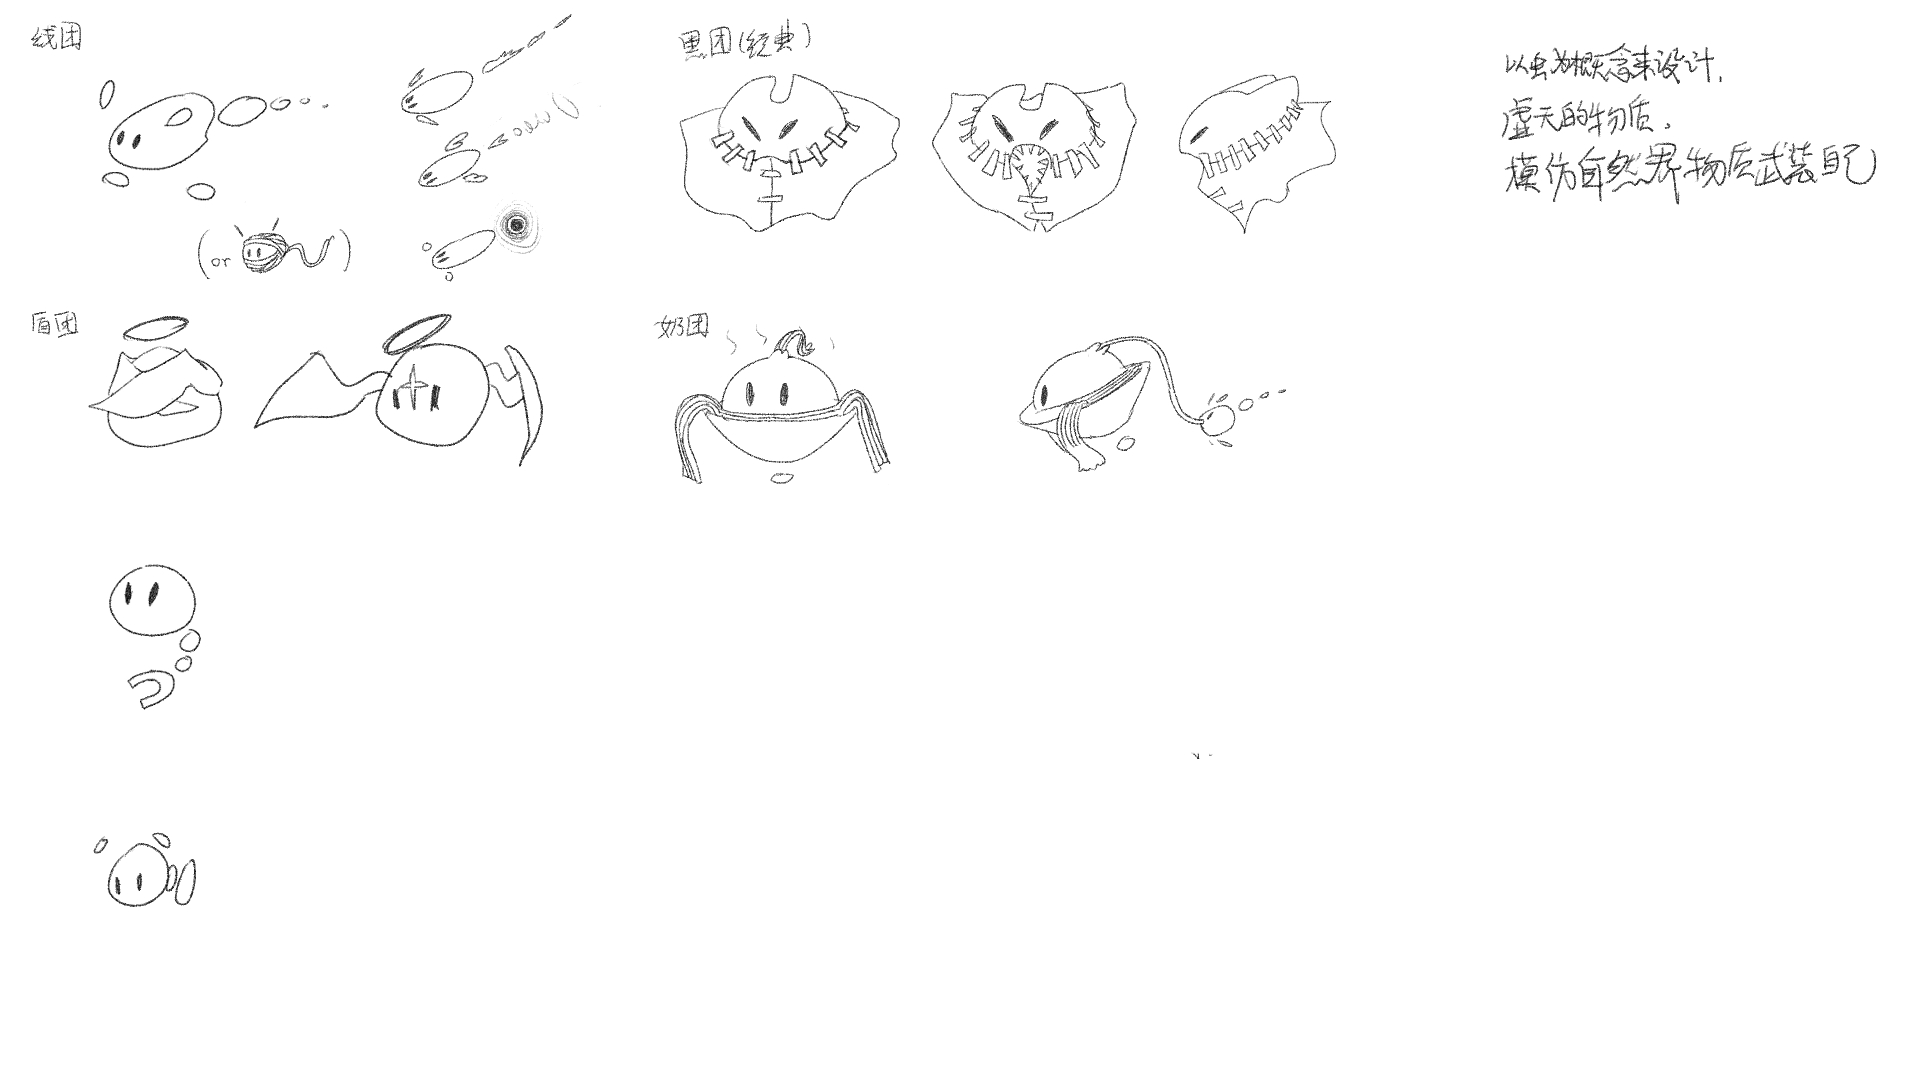 线团
黑团(经典)
以虫为概念来设计,
虚无的物质,
模仿自然界物质武装自己
(or )
盾团
奶团